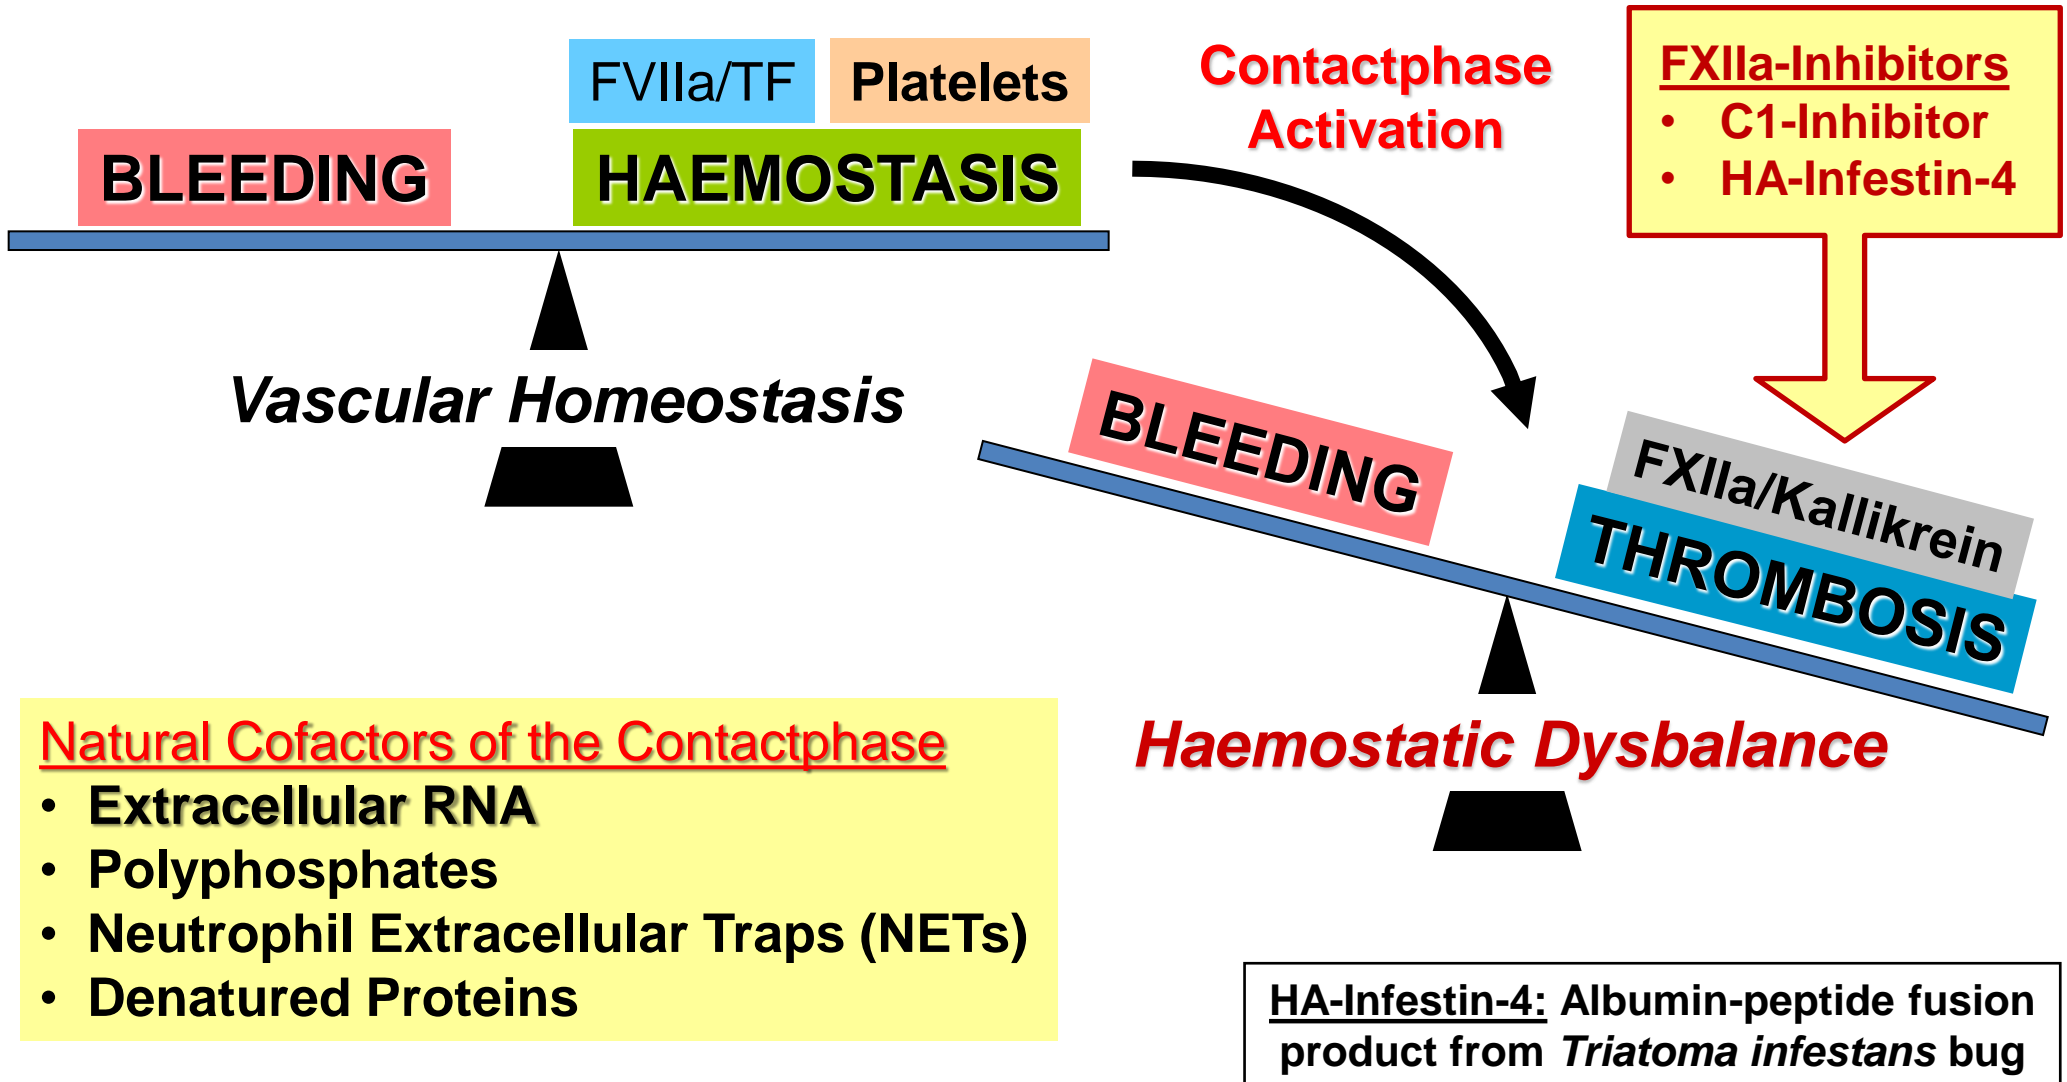 FVIIa/TF
Platelets
BLEEDING
HAEMOSTASIS
Vascular Homeostasis
Contactphase
Activation
FXIIa-Inhibitors
• C1-Inhibitor
• HA-Infestin-4
BLEEDING
FXIIa/Kallikrein
THROMBOSIS
Haemostatic Dysbalance
Natural Cofactors of the Contactphase
• Extracellular RNA
• Polyphosphates
• Neutrophil Extracellular Traps (NETs)
• Denatured Proteins
HA-Infestin-4: Albumin-peptide fusion
product from Triatoma infestans bug